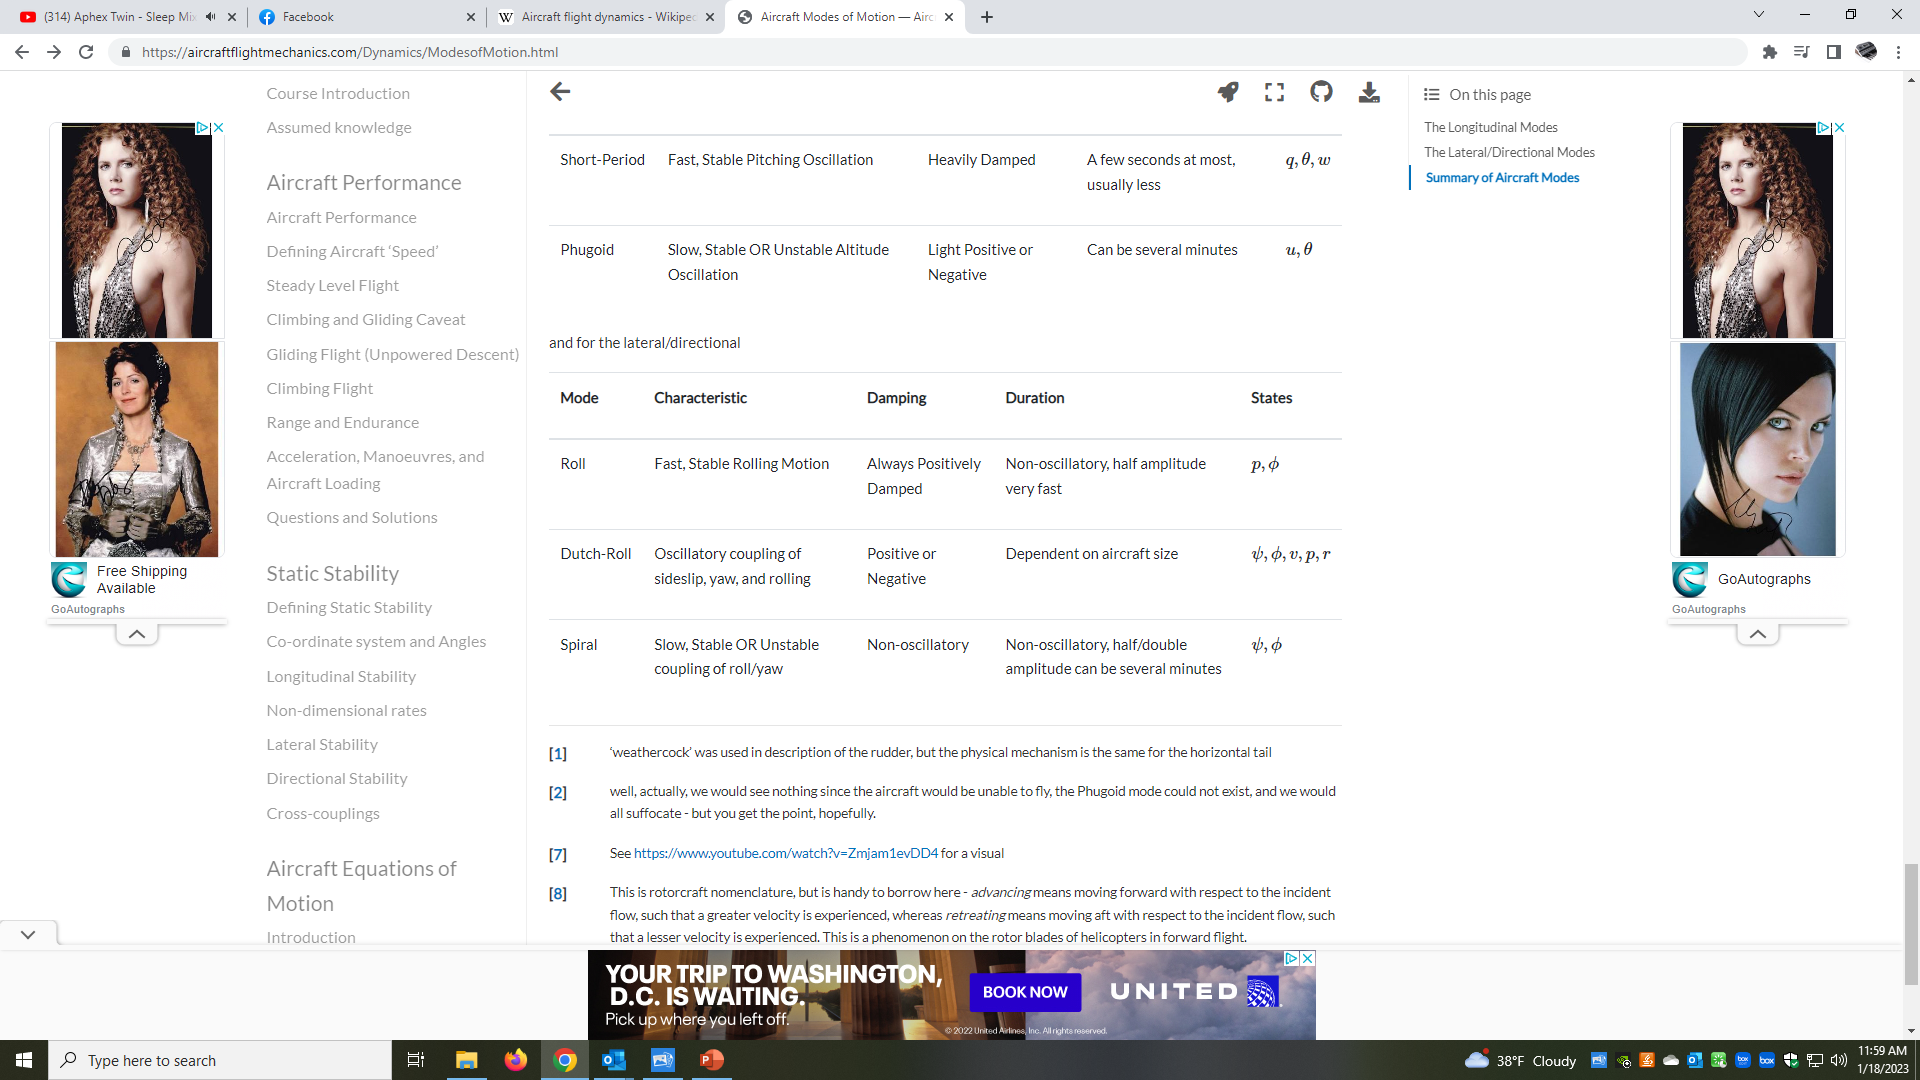 (314) Aphex Twin - Sleep Mix
Facebook
Aircraft flight dynamics - Wikiped
Aircraft Modes of Motion — Airc
https://aircraftflightmechanics.com/Dynamics/ModesofMotion.html
Course Introduction
Assumed knowledge
Aircraft Performance
Aircraft Performance
Defining Aircraft ‘Speed’
Steady Level Flight
Climbing and Gliding Caveat
Gliding Flight (Unpowered Descent)
Climbing Flight
Range and Endurance
Acceleration, Manoeuvres, and
Aircraft Loading
Questions and Solutions
Static Stability
Defining Static Stability
Co-ordinate system and Angles
Longitudinal Stability
Non-dimensional rates
Lateral Stability
Directional Stability
Cross-couplings
Aircraft Equations of
Motion
Introduction
Free Shipping
Available
GoAutographs
Short-Period Fast, Stable Pitching Oscillation Heavily Damped A few seconds at most, q, θ, w
usually less
Phugoid Slow, Stable OR Unstable Altitude Light Positive or Can be several minutes u, θ
Oscillation Negative
and for the lateral/directional
Mode Characteristic Damping Duration States
Roll Fast, Stable Rolling Motion Always Positively Non-oscillatory, half amplitude p, ϕ
Damped very fast
Dutch-Roll Oscillatory coupling of Positive or Dependent on aircraft size ψ, ϕ, v, p, r
sideslip, yaw, and rolling Negative
Spiral Slow, Stable OR Unstable Non-oscillatory Non-oscillatory, half/double ψ, ϕ
coupling of roll/yaw amplitude can be several minutes
[1] ‘weathercock’ was used in description of the rudder, but the physical mechanism is the same for the horizontal tail
[2] well, actually, we would see nothing since the aircraft would be unable to fly, the Phugoid mode could not exist, and we would
all suffocate - but you get the point, hopefully.
[7] See https://www.youtube.com/watch?v=Zmjam1evDD4 for a visual
[8] This is rotorcraft nomenclature, but is handy to borrow here - advancing means moving forward with respect to the incident
flow, such that a greater velocity is experienced, whereas retreating means moving aft with respect to the incident flow, such
that a lesser velocity is experienced. This is a phenomenon on the rotor blades of helicopters in forward flight.
On this page
The Longitudinal Modes
The Lateral/Directional Modes
Summary of Aircraft Modes
GoAutographs
GoAutographs
YOUR TRIP TO WASHINGTON,
D.C. IS WAITING.
Pick up where you left off.
BOOK NOW
UNITED
© 2022 United Airlines, Inc. All rights reserved.
Type here to search
38°F Cloudy
11:59 AM
1/18/2023